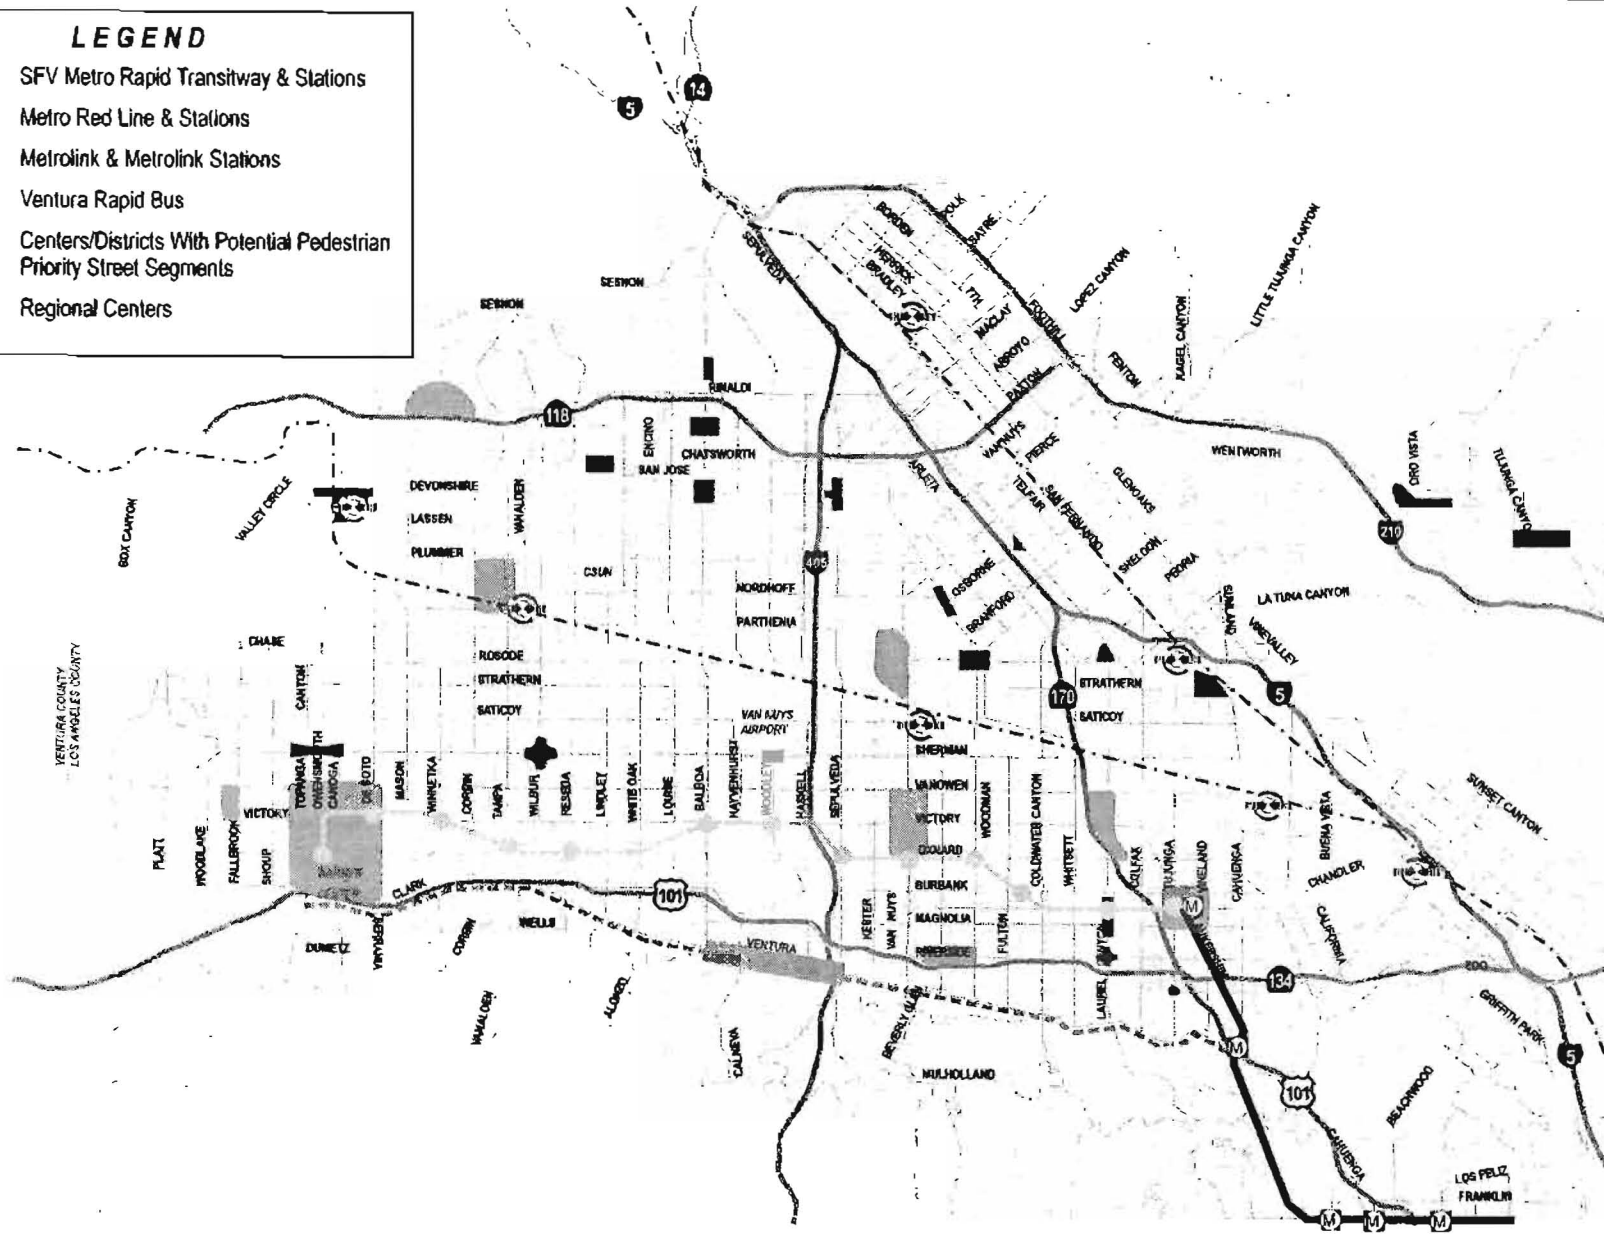 LEGEND
SFV Metro Rapid Transitway & Stations
Metro Red Line & Stations
Metrolink & Metrolink Stations
Ventura Rapid Bus
Centers/Districts With Potential Pedestrian
Priority Street Segments
Regional Centers
5
14
SEPULVEDA
BORDEN
POLK
SAYRE
HERRICK
BRADLEY
7TH
MACLAY
ARROYO
PAXTON
FOOTHILL
LOPEZ CANYON
FENTON
KAGEL CANYON
LITTLE TUJUNGA CANYON
SESNON
SESNON
RINALDI
118
ENCINO
CHATSWORTH
SAN JOSE
ARLETA
VAN NUYS
PIERCE
TELFAIR
SAN FERNANDO
GLENOAKS
WENTWORTH
ORO VISTA
TUJUNGA CANYON
210
BOX CANYON
VALLEY CIRCLE
DEVONSHIRE
LASSEN
PLUMMER
VANALDEN
CSUN
405
NORDHOFF
PARTHENIA
OSBORNE
BRANFORD
SHELDON
PEORIA
SUNLAND
LA TUNA CANYON
VINEVALLEY
CHASE
ROSCOE
STRATHERN
SATICOY
VENTURA COUNTY
LOS ANGELES COUNTY
CANYON
TOPANGA
OWENSMOUTH
CANOGA
DE SOTO
MASON
WINNETKA
CORBIN
TAMPA
WILBUR
RESEDA
LINDLEY
WHITE OAK
LOUISE
BALBOA
HAYVENHURST
WOODLEY
HASKELL
SEPULVEDA
VAN NUYS
AIRPORT
170
STRATHERN
SATICOY
5
SHERMAN
VANOWEN
VICTORY
OXNARD
BURBANK
MAGNOLIA
RIVERSIDE
PLATT
WOODLAKE
FALLBROOK
SHOUP
VICTORY
CLARK
101
WELLS
DUMETZ
SERRANIA
CORBIN
VANALDEN
ALONZO
VENTURA
CALNEVA
KESTER
VAN NUYS
FULTON
WOODMAN
COLDWATER CANYON
WHITSETT
LAUREL
COLFAX
TUJUNGA
VINELAND
CAHUENGA
BUENA VISTA
CHANDLER
CALIFORNIA
SUNSET CANYON
M
134
ZOO
GRIFFITH PARK
5
BEVERLY GLEN
MULHOLLAND
M
101
CAHUENGA
BEACHWOOD
LOS FELIZ
FRANKLIN
M
M
M